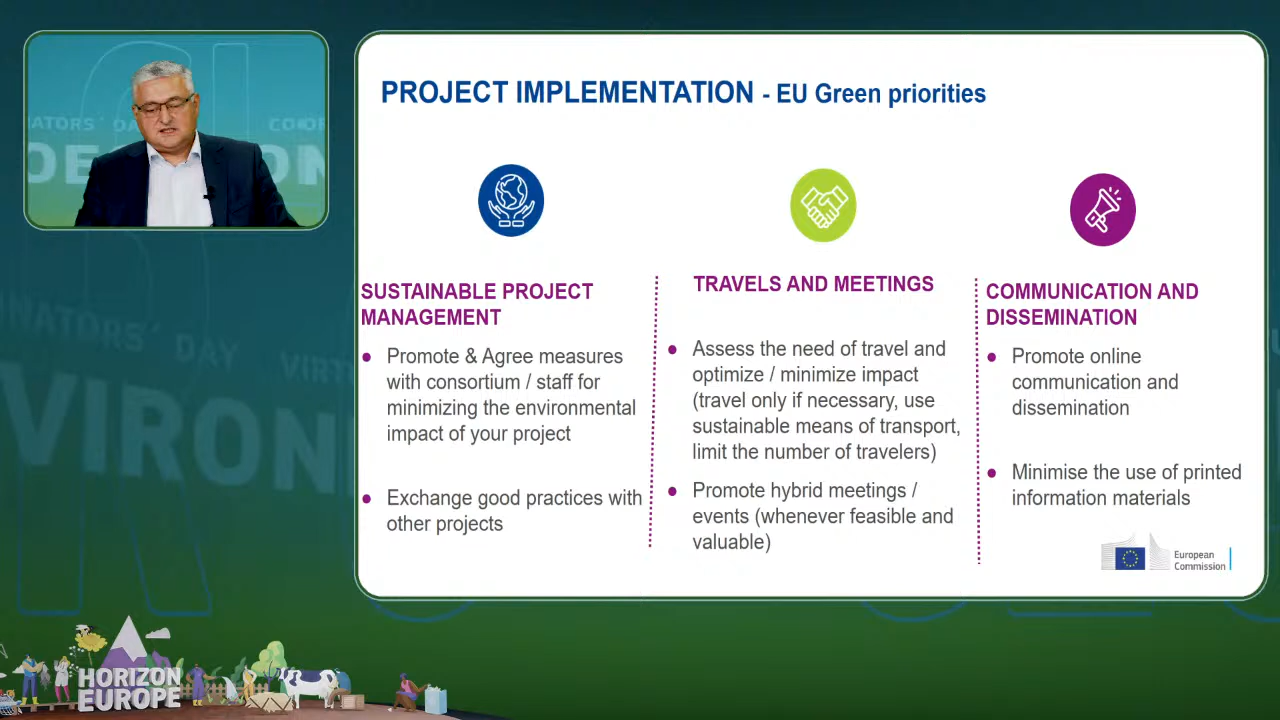 PROJECT IMPLEMENTATION - EU Green priorities
SUSTAINABLE PROJECT
MANAGEMENT
● Promote & Agree measures
with consortium / staff for
minimizing the environmental
impact of your project
● Exchange good practices with
other projects
TRAVELS AND MEETINGS
● Assess the need of travel and
optimize / minimize impact
(travel only if necessary, use
sustainable means of transport,
limit the number of travelers)
● Promote hybrid meetings /
events (whenever feasible and
valuable)
COMMUNICATION AND
DISSEMINATION
● Promote online
communication and
dissemination
● Minimise the use of printed
information materials
European
Commission
DAY
HORIZON
EUROPE